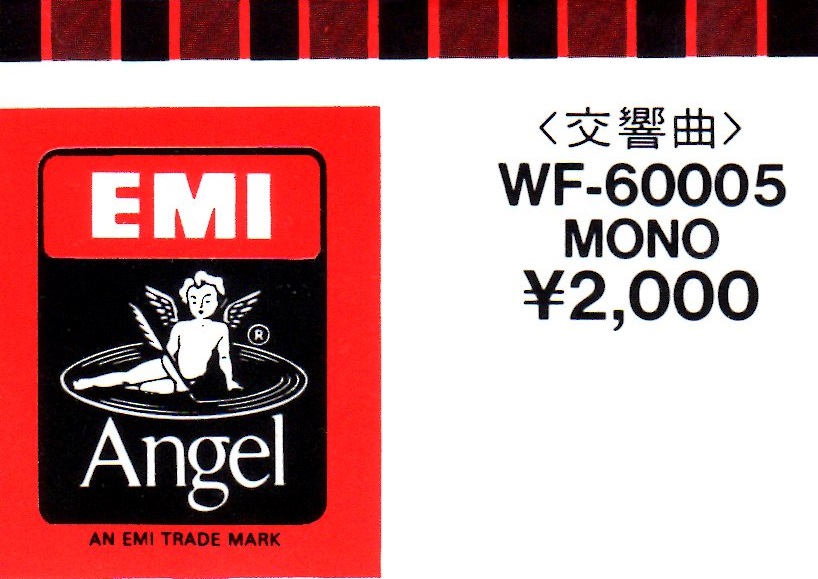 EMI
®
Angel
AN EMI TRADE MARK
〈交響曲〉
WF-60005
MONO
¥2,000